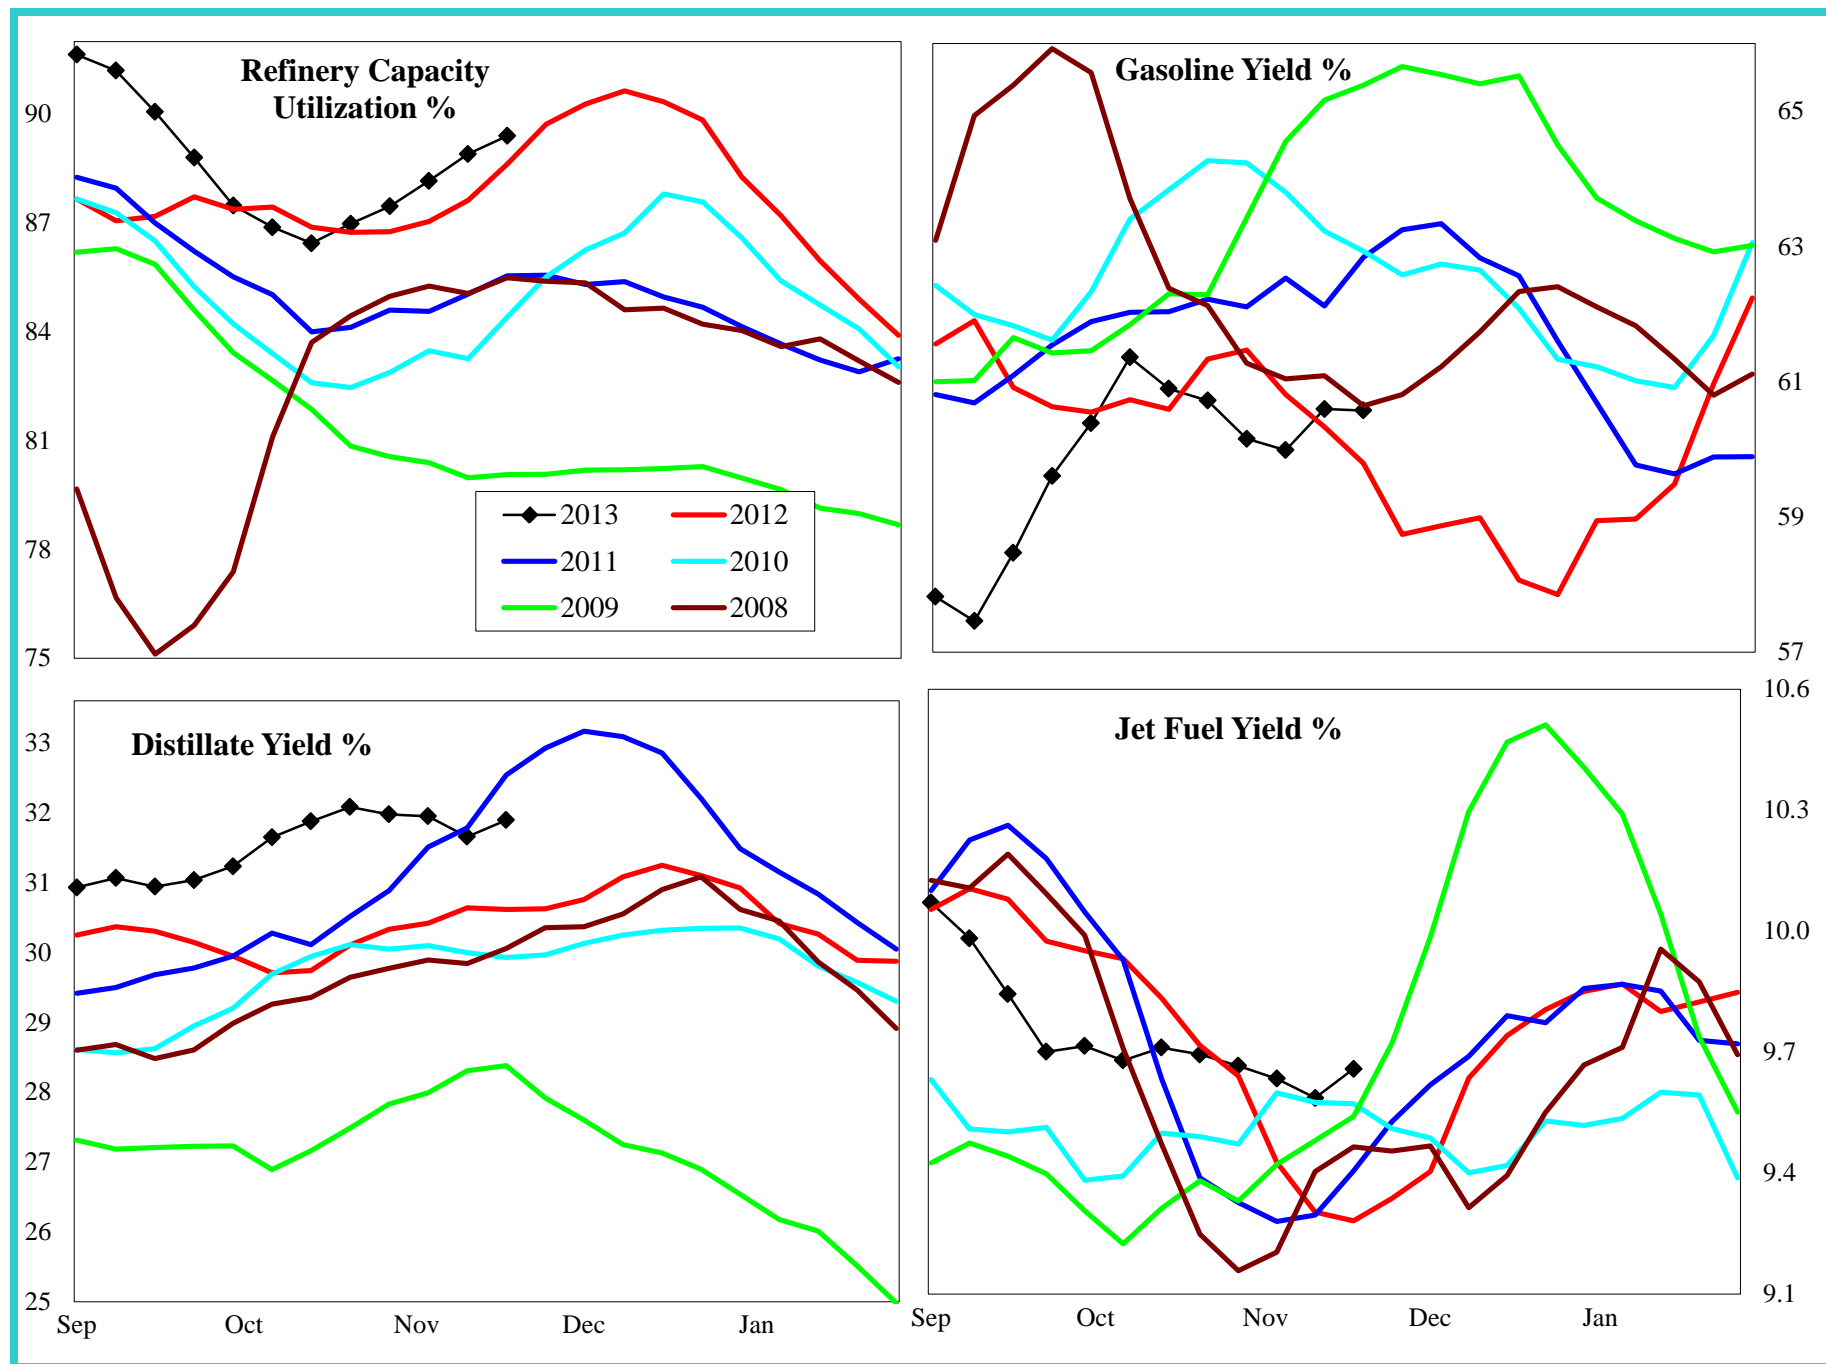 Refinery Capacity
Utilization %
90
87
84
81
78
75
2013
2012
2011
2010
2009
2008
Gasoline Yield %
65
63
61
59
57
Distillate Yield %
33
32
31
30
29
28
27
26
25
Sep
Oct
Nov
Dec
Jan
Jet Fuel Yield %
10.6
10.3
10.0
9.7
9.4
9.1
Sep
Oct
Nov
Dec
Jan